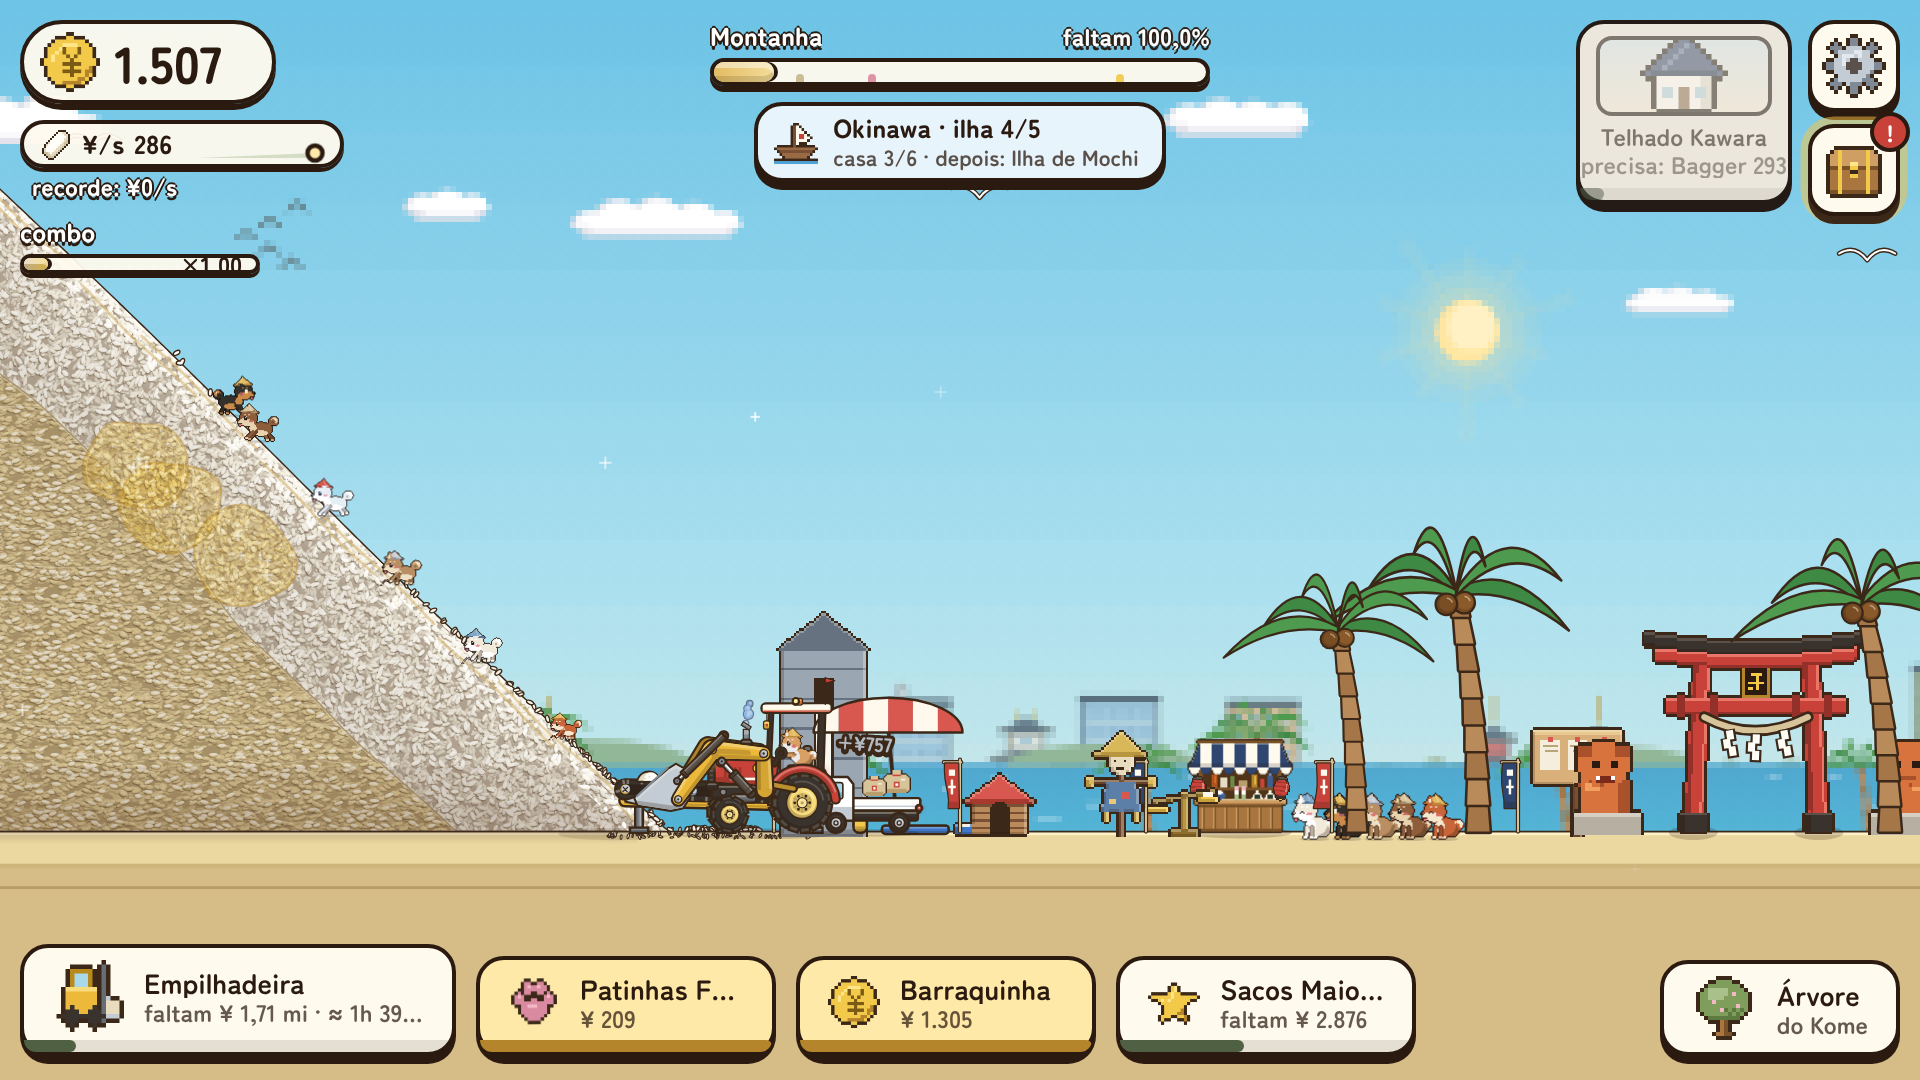 1.507
¥/s 286
recorde: ¥0/s
combo
×1,00
Montanha
faltam 100,0%
Okinawa · ilha 4/5
casa 3/6 · depois: Ilha de Mochi
Telhado Kawara
precisa: Bagger 293
!
+¥757
Empilhadeira
faltam ¥ 1,71 mi · ≈ 1h 39...
Patinhas F...
¥ 209
Barraquinha
¥ 1.305
Sacos Maio...
faltam ¥ 2.876
Árvore
do Kome